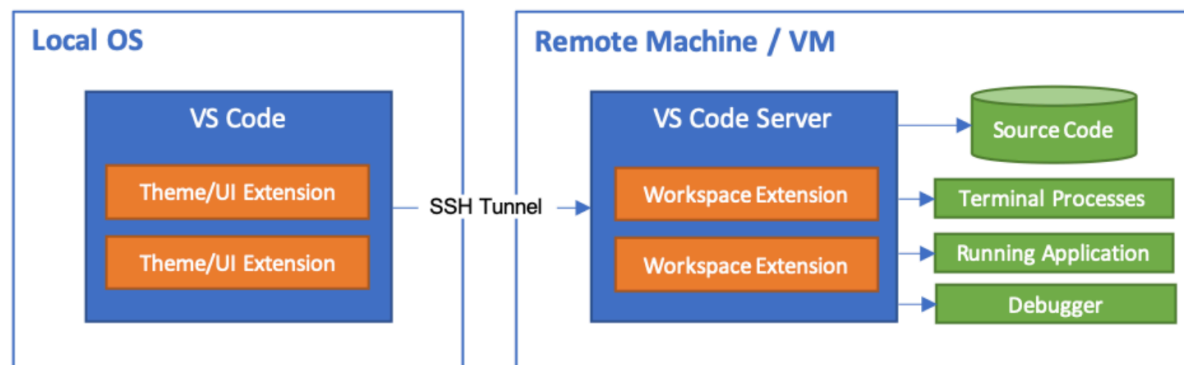 Local OS
VS Code
Theme/UI Extension
Theme/UI Extension
SSH Tunnel
Remote Machine / VM
VS Code Server
Workspace Extension
Workspace Extension
Source Code
Terminal Processes
Running Application
Debugger